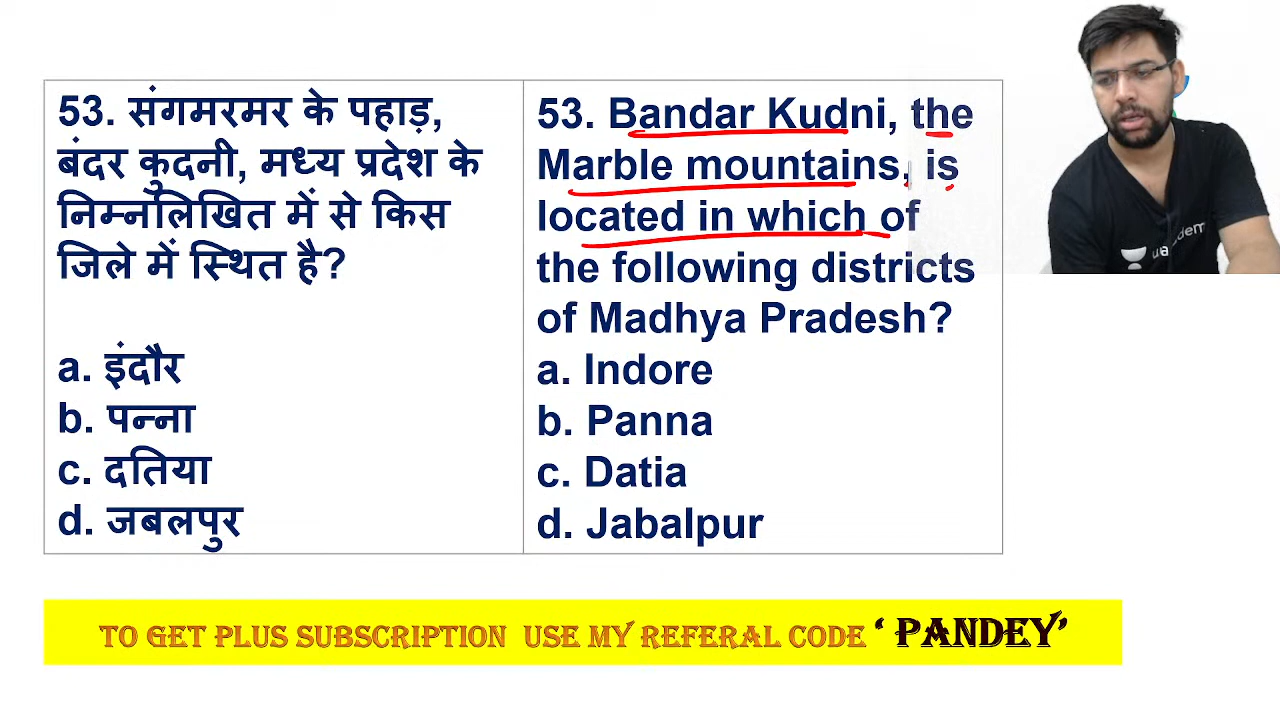 53. संगमरमर के पहाड़,
बंदर कुदनी, मध्य प्रदेश के
निम्नलिखित में से किस
जिले में स्थित है?
a. इंदौर
b. पन्ना
c. दतिया
d. जबलपुर
53. Bandar Kudni, the
Marble mountains, is
located in which of
the following districts
of Madhya Pradesh?
a. Indore
b. Panna
c. Datia
d. Jabalpur
TO GET PLUS SUBSCRIPTION USE MY REFERAL CODE ‘ PANDEY’